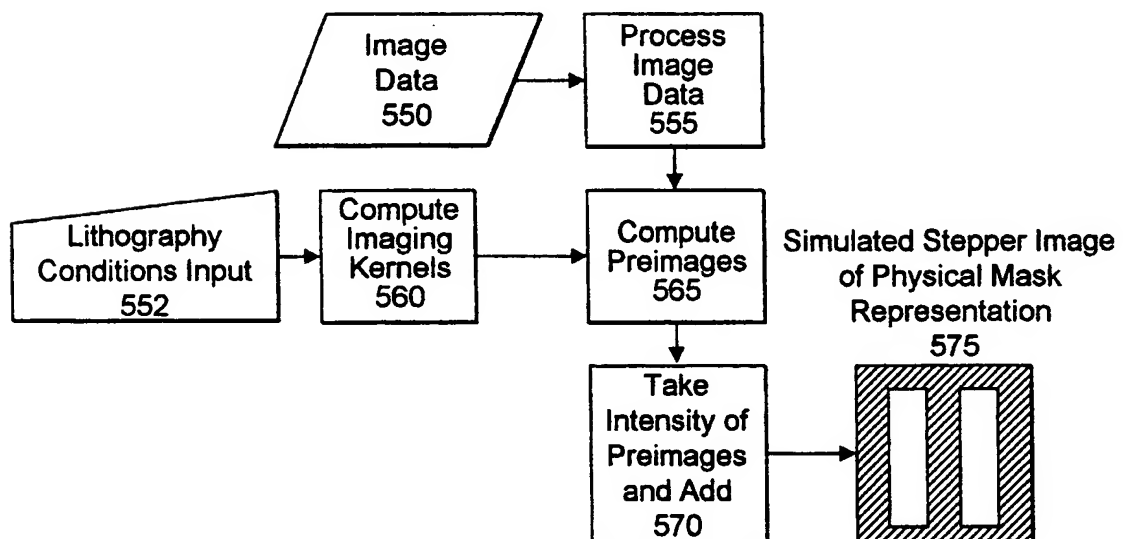 Image
Data
550
Process
Image
Data
555
Lithography
Conditions Input
552
Compute
Imaging
Kernels
560
Compute
Preimages
565
Simulated Stepper Image
of Physical Mask
Representation
575
Take
Intensity of
Preimages
and Add
570